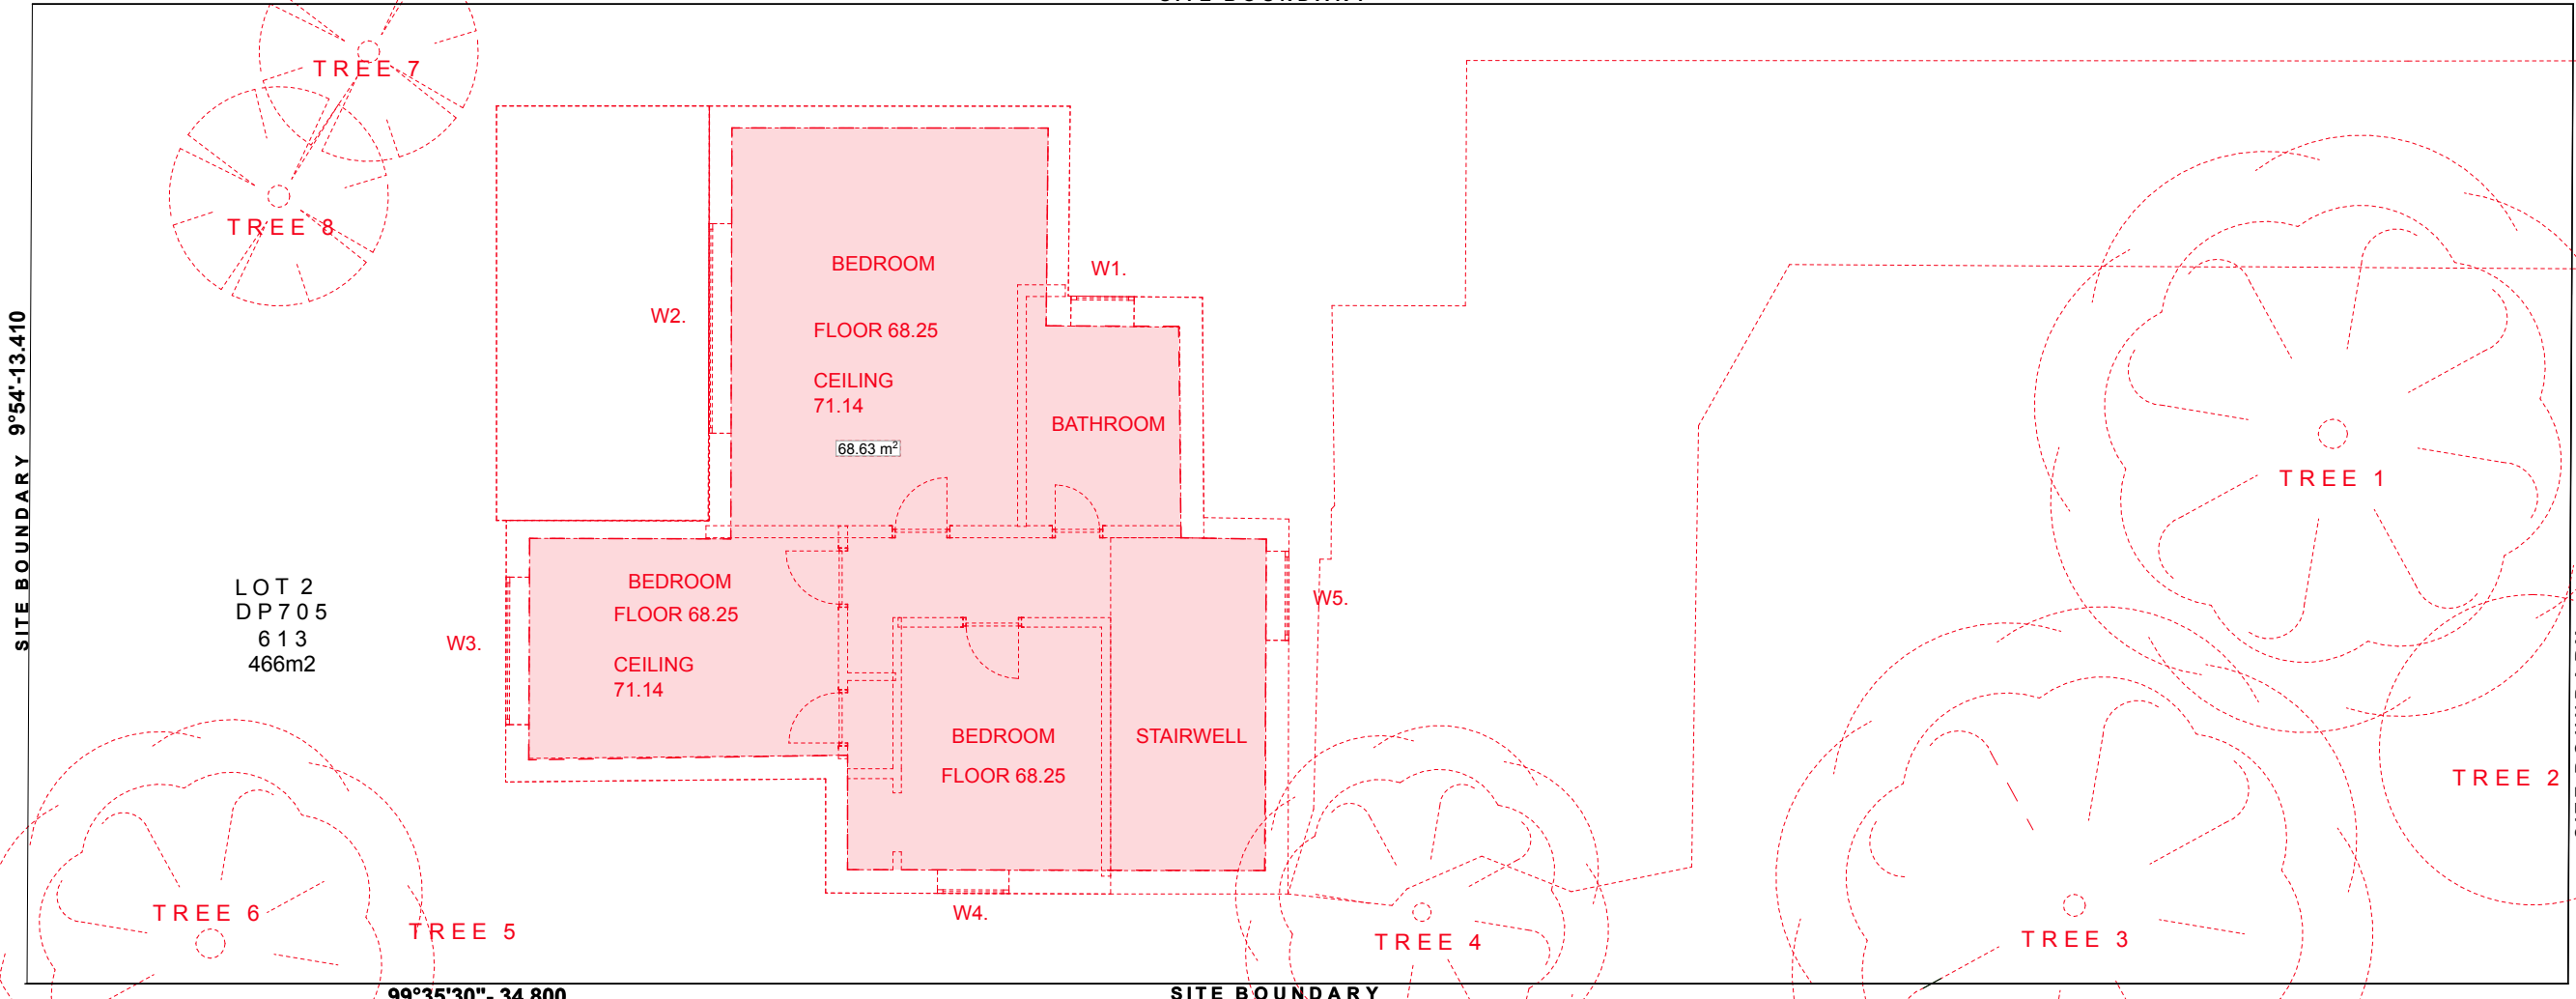 SITE BOUNDARY
TREE 7
TREE 8
SITE BOUNDARY 9°54'-13.410
W1.
W2.
BEDROOM
FLOOR 68.25
CEILING
71.14
68.63 m²
BATHROOM
TREE 1
LOT 2
DP705
613
466m2
W3.
BEDROOM
FLOOR 68.25
CEILING
71.14
W5.
BEDROOM
FLOOR 68.25
STAIRWELL
TREE 2
TREE 6
TREE 5
W4.
TREE 4
TREE 3
99°35'30"- 34.800
SITE BOUNDARY